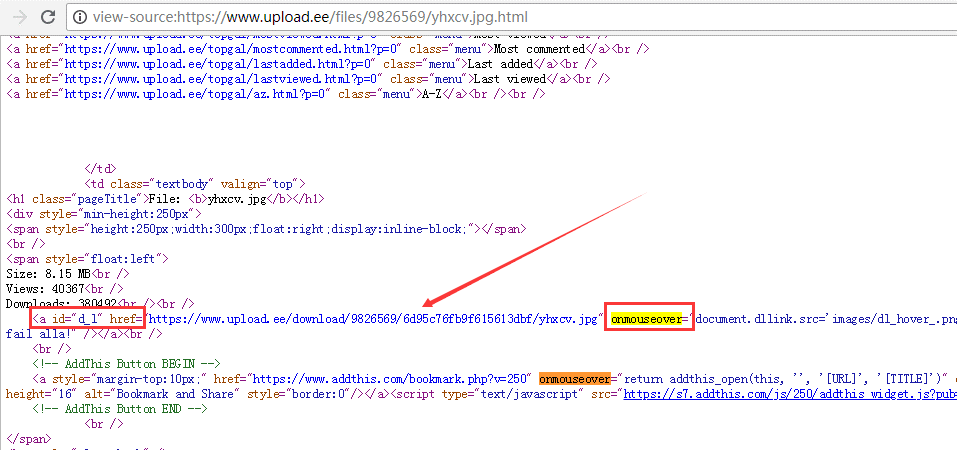 view-source:https://www.upload.ee/files/9826569/yhxcv.jpg.html
<a href="https://www.upload.ee/topgal/mostcommented.html?p=0" class="menu">Most commented</a><br />
<a href="https://www.upload.ee/topgal/lastadded.html?p=0" class="menu">Last added</a><br />
<a href="https://www.upload.ee/topgal/lastviewed.html?p=0" class="menu">Last viewed</a><br />
<a href="https://www.upload.ee/topgal/az.html?p=0" class="menu">A-Z</a><br /><br />
</td>
<td class="textbody" valign="top">
<h1 class="pageTitle">File: <b>yhxcv.jpg</b></h1>
<div style="min-height:250px">
<span style="height:250px;width:300px;float:right;display:inline-block;"></span>
<br />
<span style="float:left">
Size: 8.15 MB<br />
Views: 40367<br />
Downloads: 380492<br /><br />
<a id="d_l" href="https://www.upload.ee/download/9826569/6d95c76fb9f615613dbf/yhxcv.jpg" onmouseover="document.dllink.src='images/dl_hover_.png
fail alla!" /></a><br />
<br />
<!-- AddThis Button BEGIN -->
<a style="margin-top:10px;" href="https://www.addthis.com/bookmark.php?v=250" onmouseover="return addthis_open(this, '', '[URL]', '[TITLE]')"
height="16" alt="Bookmark and Share" style="border:0"/></a><script type="text/javascript" src="https://s7.addthis.com/js/250/addthis_widget.js?pub=
<!-- AddThis Button END -->
<br />
</span>